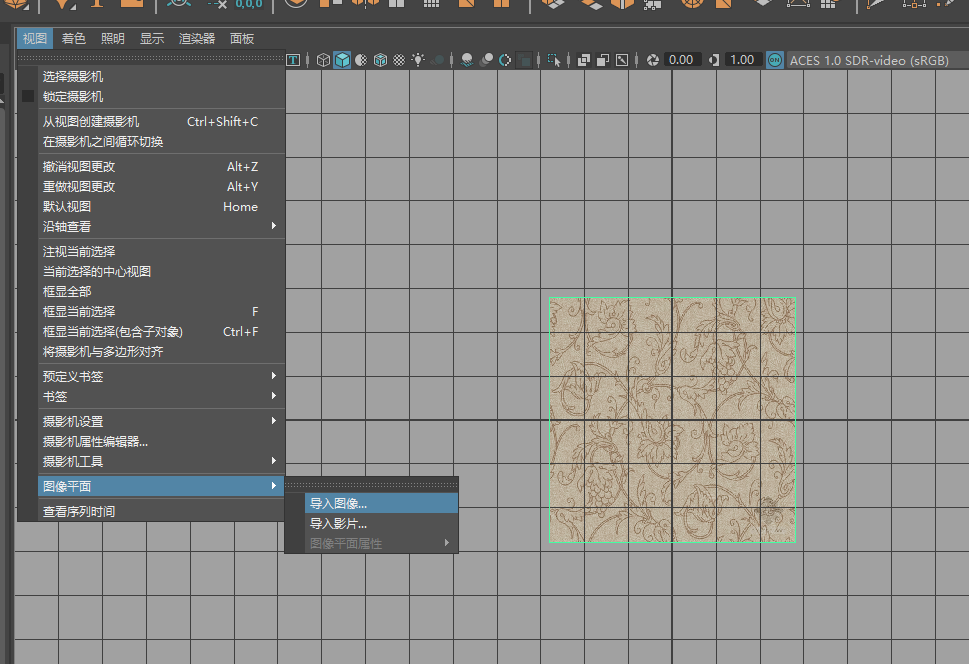 0,0,0
视图 着色 照明 显示 渲染器 面板
T 0.00 1.00 ON ACES 1.0 SDR-video (sRGB)
选择摄影机
锁定摄影机
从视图创建摄影机 Ctrl+Shift+C
在摄影机之间循环切换
撤消视图更改 Alt+Z
重做视图更改 Alt+Y
默认视图 Home
沿轴查看
注视当前选择
当前选择的中心视图
框显全部
框显当前选择 F
框显当前选择(包含子对象) Ctrl+F
将摄影机与多边形对齐
预定义书签
书签
摄影机设置
摄影机属性编辑器...
摄影机工具
图像平面
查看序列时间
导入图像...
导入影片...
图像平面属性